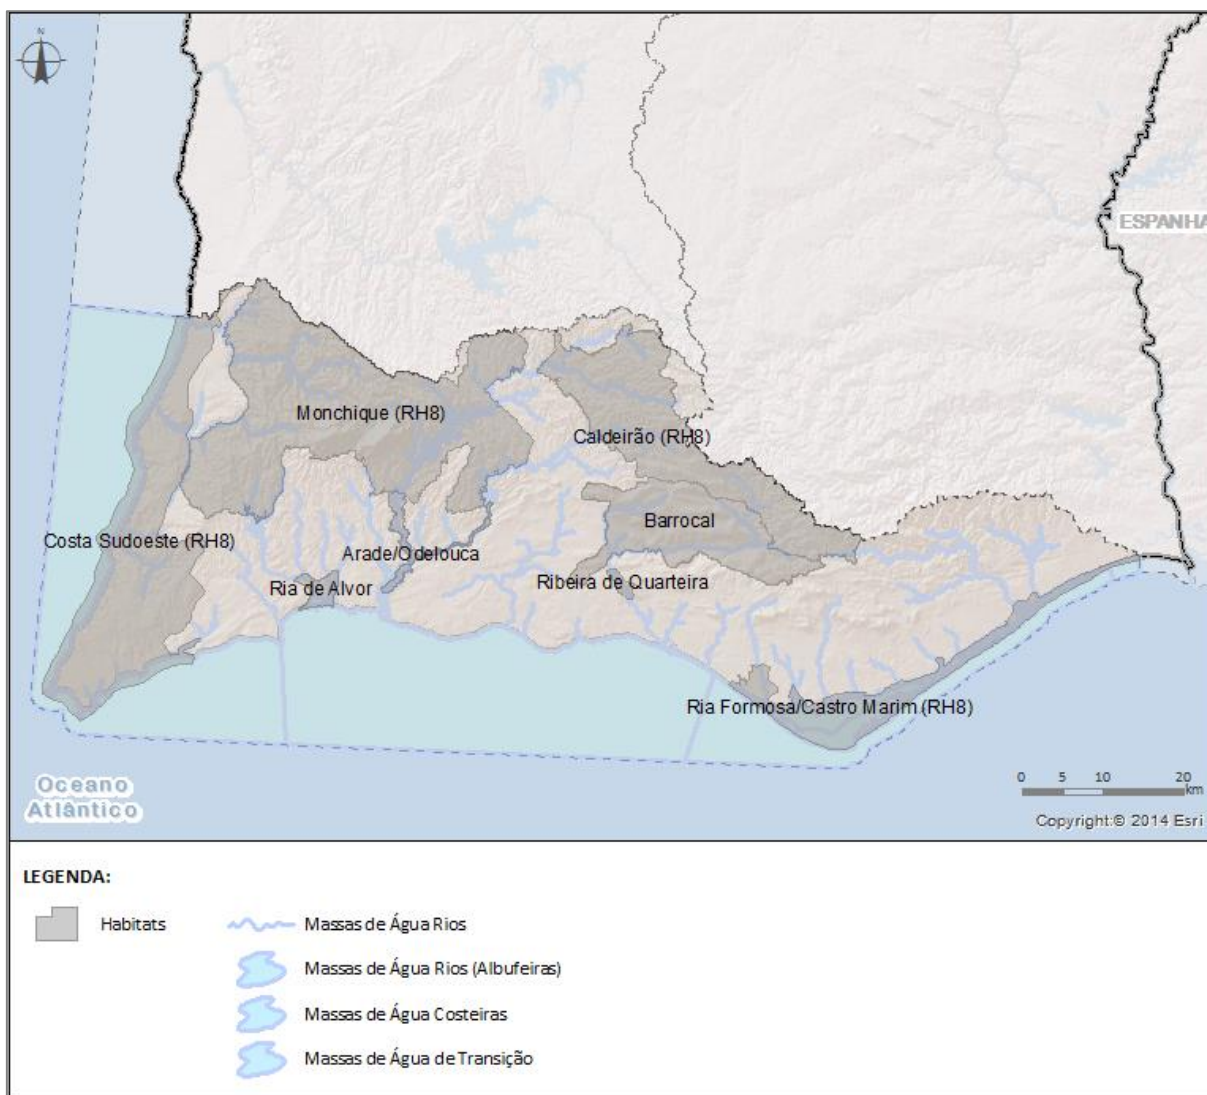 N
ESPANHA
Monchique (RH8)
Caldeirão (RH8)
Barrocal
Costa Sudoeste (RH8)
Arade/Odelouca
Ria de Alvor
Ribeira de Quarteira
Ria Formosa/Castro Marim (RH8)
Oceano
Atlântico
0 5 10 20
km
Copyright:© 2014 Esri
LEGENDA:
Habitats
Massas de Água Rios
Massas de Água Rios (Albufeiras)
Massas de Água Costeiras
Massas de Água de Transição